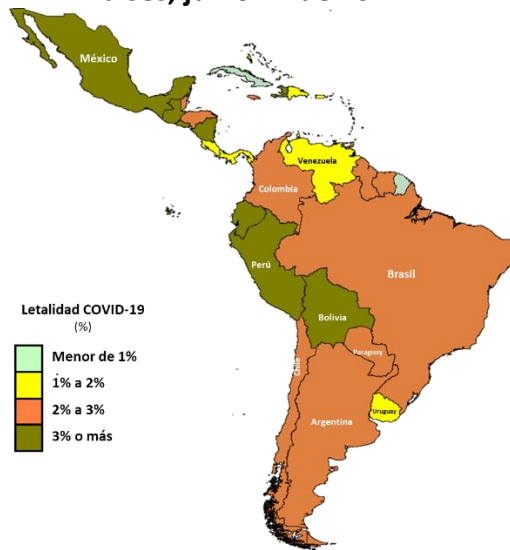 México
Venezuela
Colombia
Perú
Brasil
Bolivia
Paraguay
Chile
Uruguay
Argentina
Letalidad COVID-19
(%)
Menor de 1%
1% a 2%
2% a 3%
3% o más